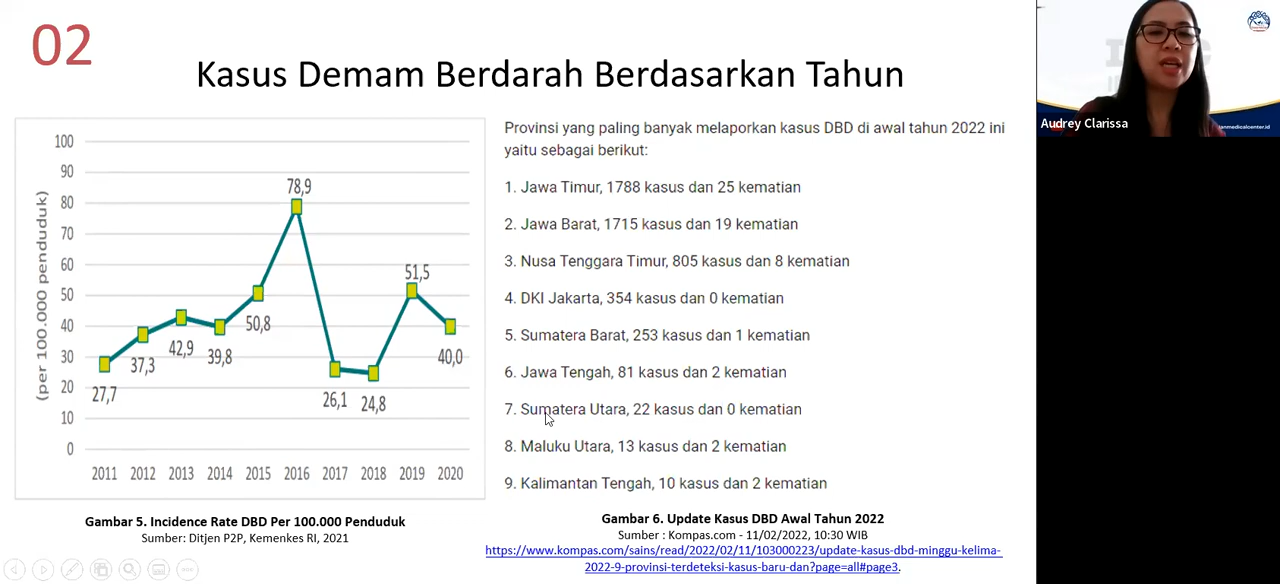 02
Kasus Demam Berdarah Berdasarkan Tahun
(per 100.000 penduduk)
100
90
80
70
60
50
40
30
20
10
0
27,7
37,3
42,9
39,8
50,8
78,9
26,1
24,8
51,5
40,0
2011 2012 2013 2014 2015 2016 2017 2018 2019 2020
Gambar 5. Incidence Rate DBD Per 100.000 Penduduk
Sumber: Ditjen P2P, Kemenkes RI, 2021
Provinsi yang paling banyak melaporkan kasus DBD di awal tahun 2022 ini
yaitu sebagai berikut:
1. Jawa Timur, 1788 kasus dan 25 kematian
2. Jawa Barat, 1715 kasus dan 19 kematian
3. Nusa Tenggara Timur, 805 kasus dan 8 kematian
4. DKI Jakarta, 354 kasus dan 0 kematian
5. Sumatera Barat, 253 kasus dan 1 kematian
6. Jawa Tengah, 81 kasus dan 2 kematian
7. Sumatera Utara, 22 kasus dan 0 kematian
8. Maluku Utara, 13 kasus dan 2 kematian
9. Kalimantan Tengah, 10 kasus dan 2 kematian
Gambar 6. Update Kasus DBD Awal Tahun 2022
Sumber : Kompas.com - 11/02/2022, 10:30 WIB
https://www.kompas.com/sains/read/2022/02/11/103000223/update-kasus-dbd-minggu-kelima-
2022-9-provinsi-terdeteksi-kasus-baru-dan?page=all#page3.
Audrey Clarissa